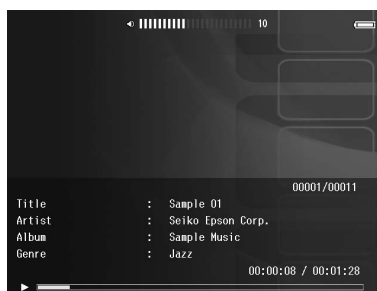 10
00001/00011
Title : Sample 01
Artist : Seiko Epson Corp.
Album : Sample Music
Genre : Jazz
00:00:08 / 00:01:28